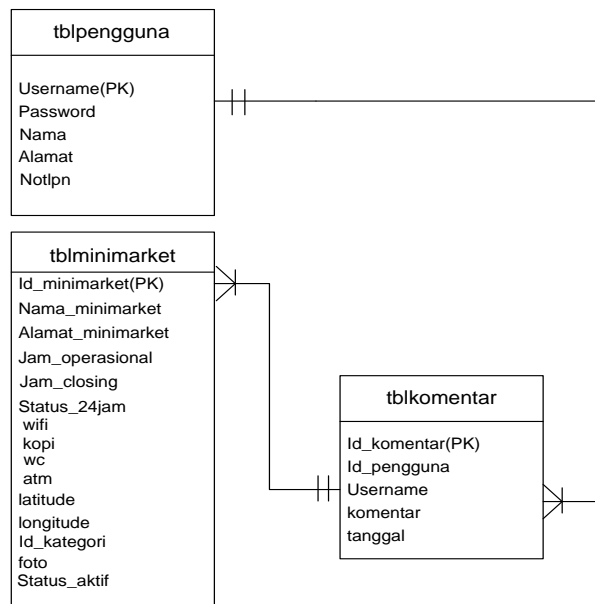 tblpengguna
Username(PK)
Password
Nama
Alamat
Notlpn
tblminimarket
Id_minimarket(PK)
Nama_minimarket
Alamat_minimarket
Jam_operasional
Jam_closing
Status_24jam
wifi
kopi
wc
atm
latitude
longitude
Id_kategori
foto
Status_aktif
tblkomentar
Id_komentar(PK)
Id_pengguna
Username
komentar
tanggal